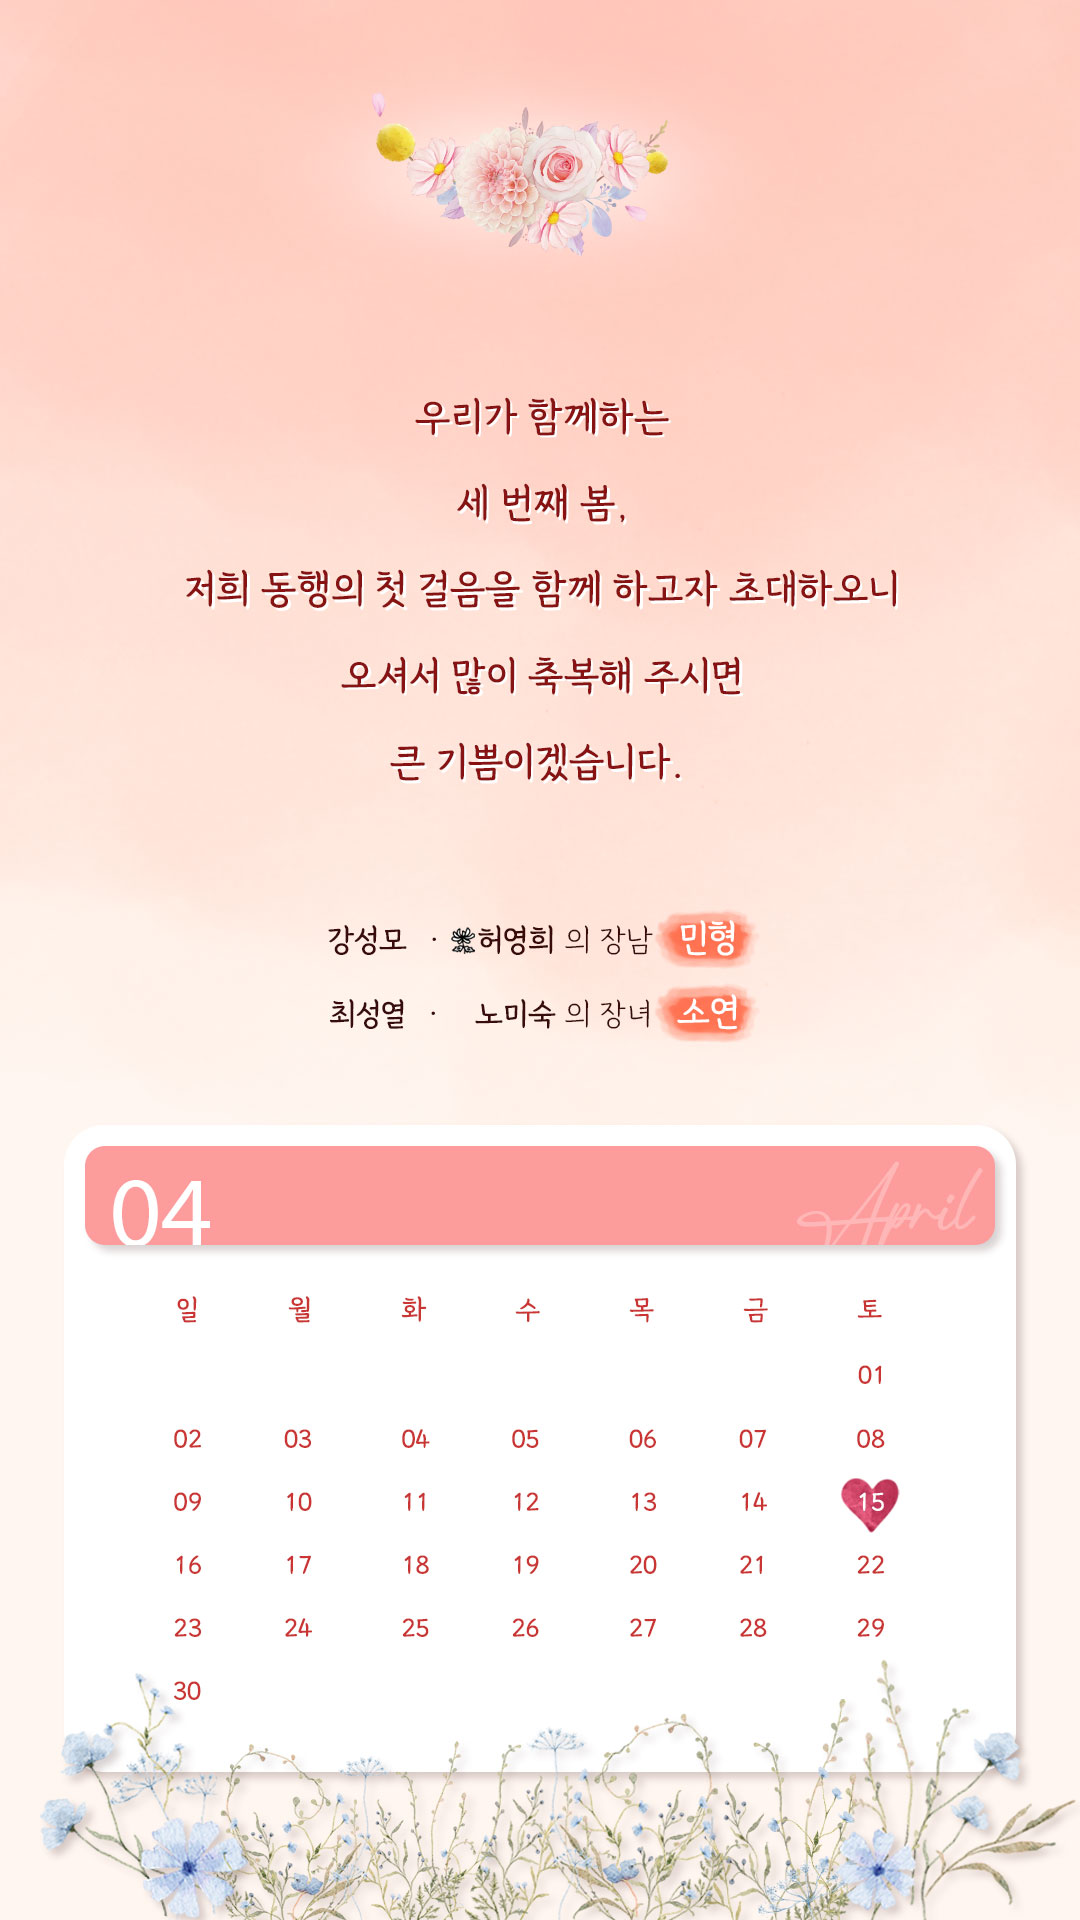 우리가 함께하는
세 번째 봄,
저희 동행의 첫 걸음을 함께 하고자 초대하오니
오셔서 많이 축복해 주시면
큰 기쁨이겠습니다.
강성모 · 허영희 의 장남 민형
최성열 · 노미숙 의 장녀 소연
04 April
일 월 화 수 목 금 토
01
02 03 04 05 06 07 08
09 10 11 12 13 14 15
16 17 18 19 20 21 22
23 24 25 26 27 28 29
30